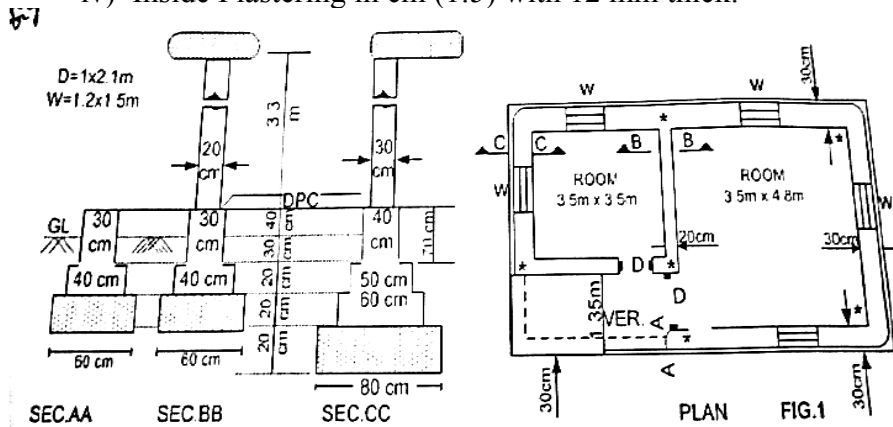 IV) Inside Plastering in cm (1:5) with 12 mm thick.
D=1x2.1m
W=1.2x1.5m
3.3 m
20 cm
30 cm
DPC
GL
30 cm
30 cm
40 cm
40 cm
30 cm
70 cm
40 cm
40 cm
50 cm
20 cm
60 cm
20 cm
20 cm
60 cm
60 cm
80 cm
SEC.AA
SEC.BB
SEC.CC
30cm
W
W
C
C
B
B
W
ROOM
3.5m x 3.5m
ROOM
3.5m x 4.8m
W
20cm
30cm
D
D
1.35m
VER.
A
A
30cm
30cm
PLAN
FIG.1